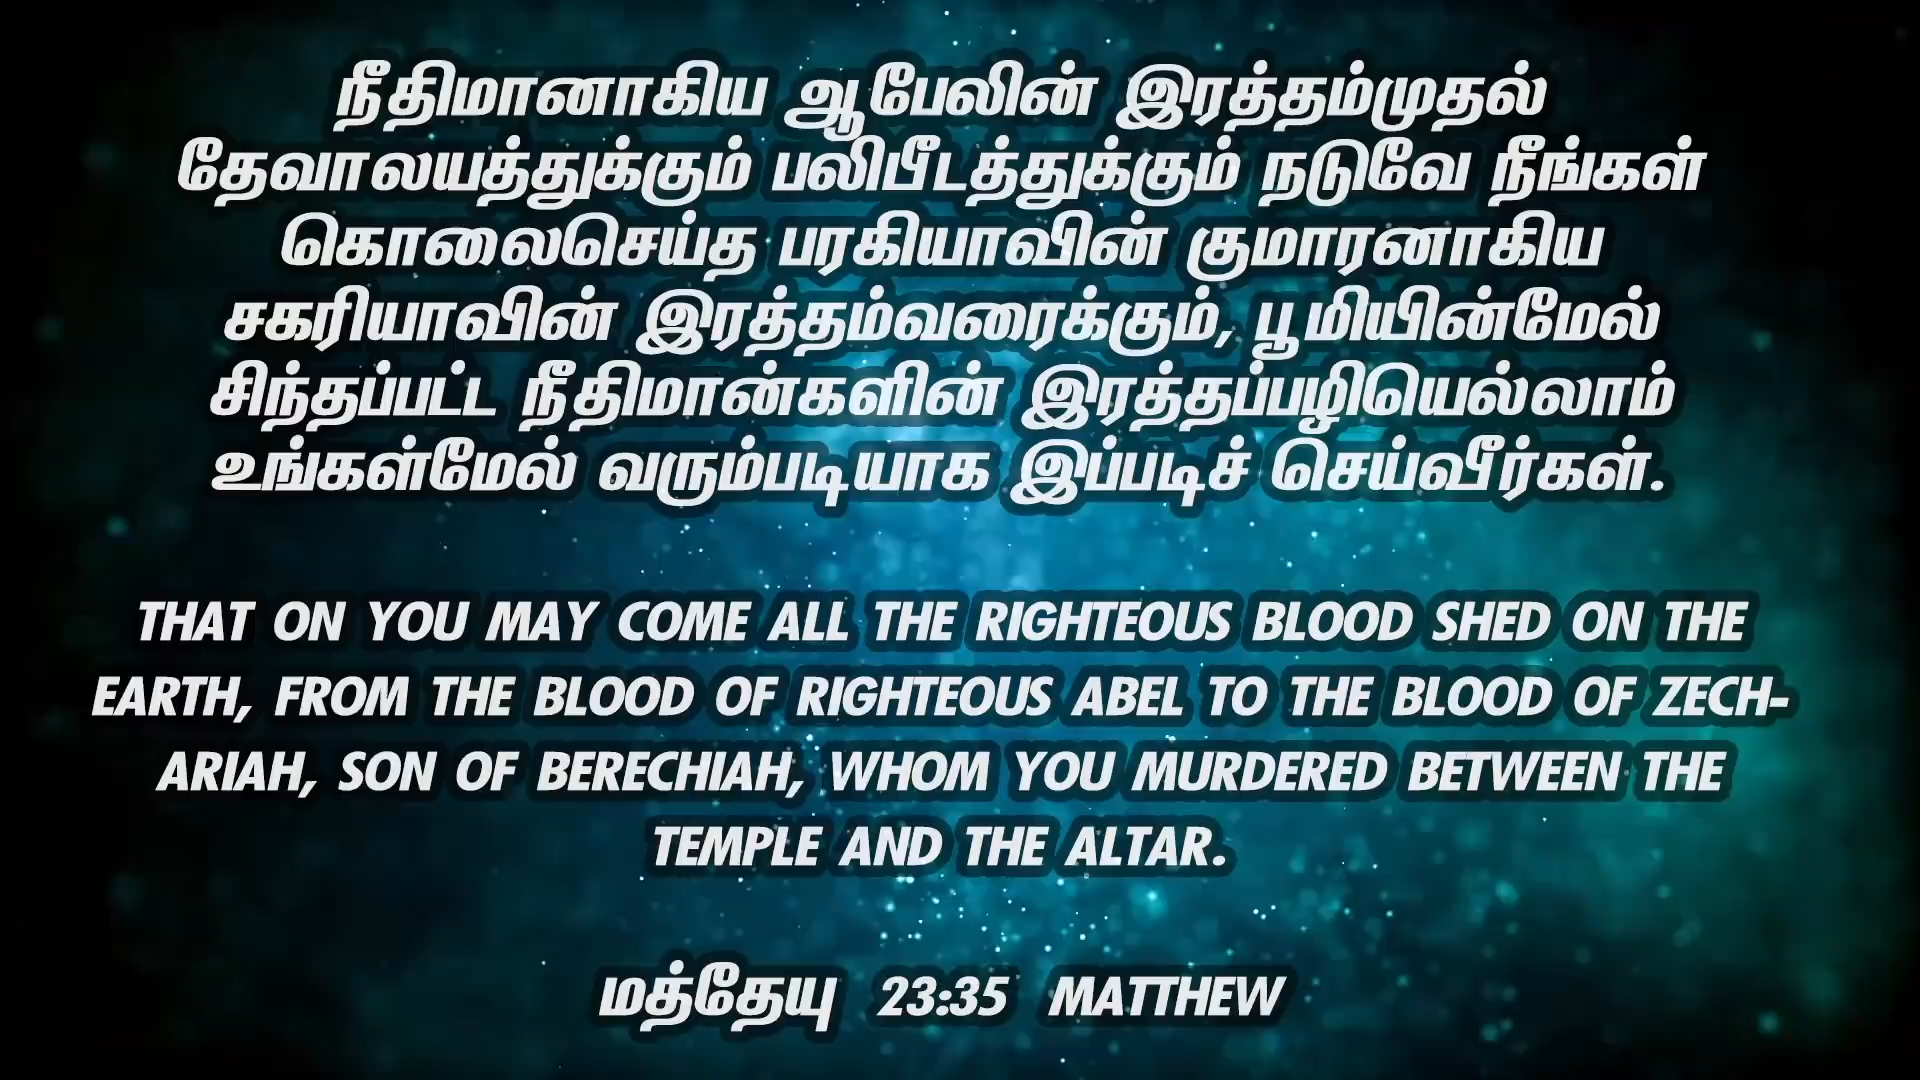 நீதிமானாகிய ஆபேலின் இரத்தம்முதல்
தேவாலயத்துக்கும் பலிபீடத்துக்கும் நடுவே நீங்கள்
கொலைசெய்த பரகியாவின் குமாரனாகிய
சகரியாவின் இரத்தம்வரைக்கும், பூமியின்மேல்
சிந்தப்பட்ட நீதிமான்களின் இரத்தப்பழியெல்லாம்
உங்கள்மேல் வரும்படியாக இப்படிச் செய்வீர்கள்.
THAT ON YOU MAY COME ALL THE RIGHTEOUS BLOOD SHED ON THE
EARTH, FROM THE BLOOD OF RIGHTEOUS ABEL TO THE BLOOD OF ZECH-
ARIAH, SON OF BERECHIAH, WHOM YOU MURDERED BETWEEN THE
TEMPLE AND THE ALTAR.
மத்தேயு 23:35 MATTHEW